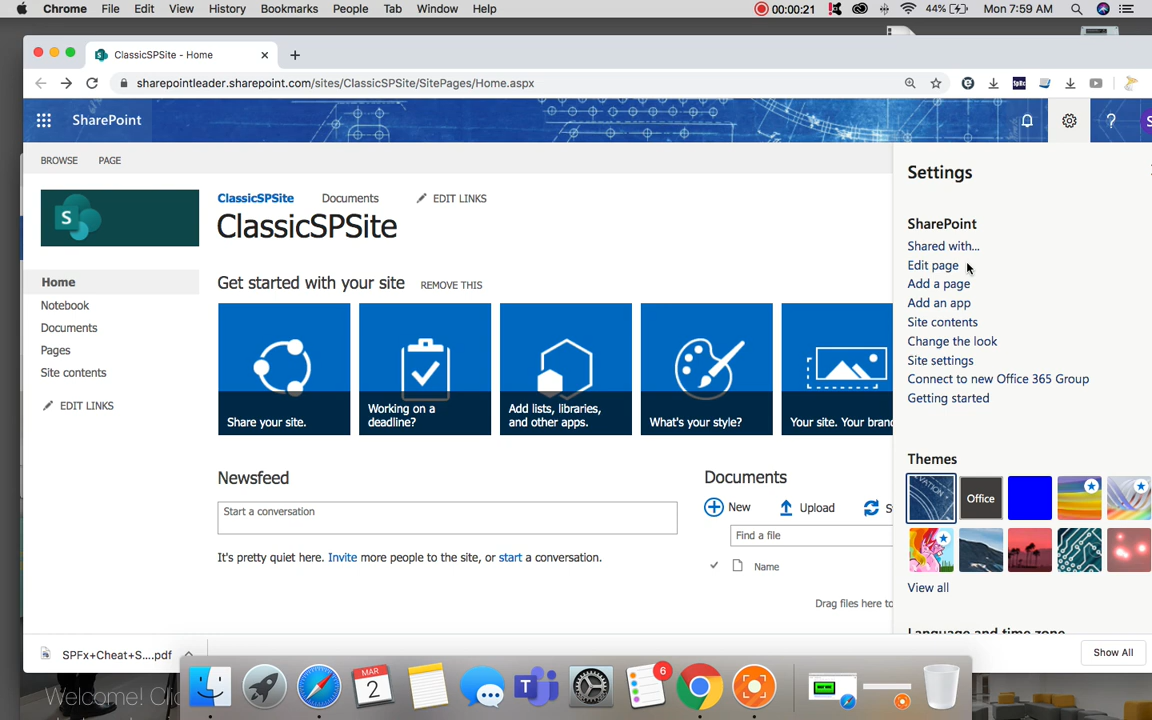 Chrome File Edit View History Bookmarks People Tab Window Help 00:00:21 44% Mon 7:59 AM
ClassicSPSite - Home
sharepointleader.sharepoint.com/sites/ClassicSPSite/SitePages/Home.aspx
SharePoint
BROWSE PAGE
Settings
S
ClassicSPSite Documents EDIT LINKS
ClassicSPSite
Home
Notebook
Documents
Pages
Site contents
EDIT LINKS
Get started with your site REMOVE THIS
Share your site.
Working on a
deadline?
Add lists, libraries,
and other apps.
What's your style?
Your site. Your bran
Newsfeed
Start a conversation
It's pretty quiet here. Invite more people to the site, or start a conversation.
Documents
New Upload S
Find a file
Name
Drag files here to
SharePoint
Shared with...
Edit page
Add a page
Add an app
Site contents
Change the look
Site settings
Connect to new Office 365 Group
Getting started
Themes
Office
View all
Language and time zone
SPFx+Cheat+S....pdf
Show All
MAR
2
6
Welcome! Cli